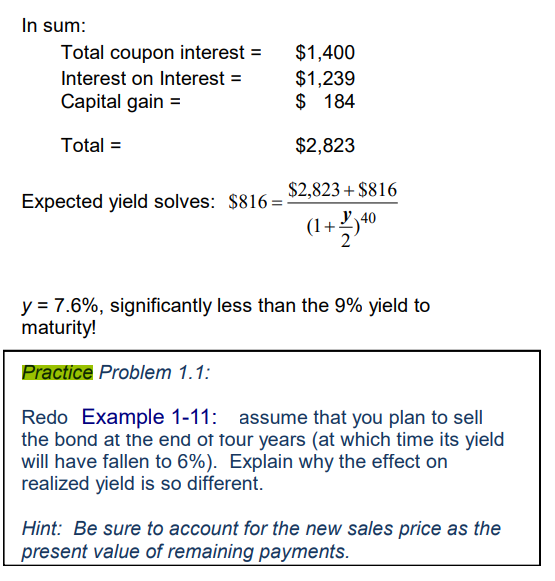 In sum:
Total coupon interest = $1,400
Interest on Interest = $1,239
Capital gain = $ 184
Total = $2,823
Expected yield solves: $816 = ($2,823 + $816) / (1 + y/2)^40
y = 7.6%, significantly less than the 9% yield to
maturity!
Practice Problem 1.1:
Redo Example 1-11: assume that you plan to sell
the bond at the end of four years (at which time its yield
will have fallen to 6%). Explain why the effect on
realized yield is so different.
Hint: Be sure to account for the new sales price as the
present value of remaining payments.